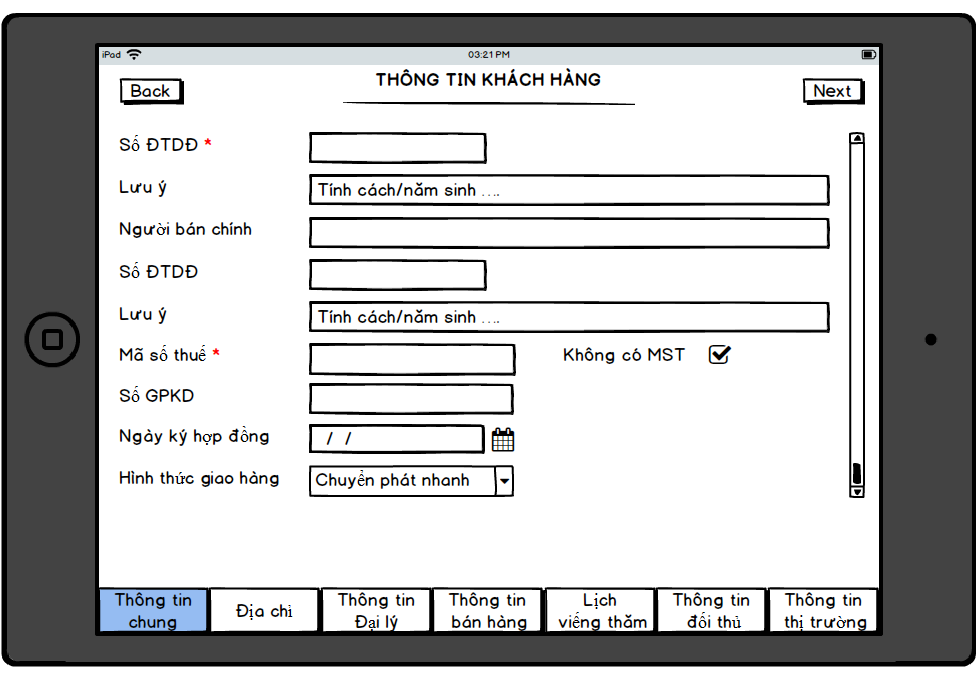 iPad 03:21 PM
THÔNG TIN KHÁCH HÀNG
Back
Next
Số ĐTDĐ *
Lưu ý
Tính cách/năm sinh ....
Người bán chính
Số ĐTDĐ
Lưu ý
Tính cách/năm sinh ....
Mã số thuế *
Không có MST
Số GPKD
Ngày ký hợp đồng
/ /
Hình thức giao hàng
Chuyển phát nhanh
Thông tin
chung
Địa chỉ
Thông tin
Đại lý
Thông tin
bán hàng
Lịch
viếng thăm
Thông tin
đối thủ
Thông tin
thị trường